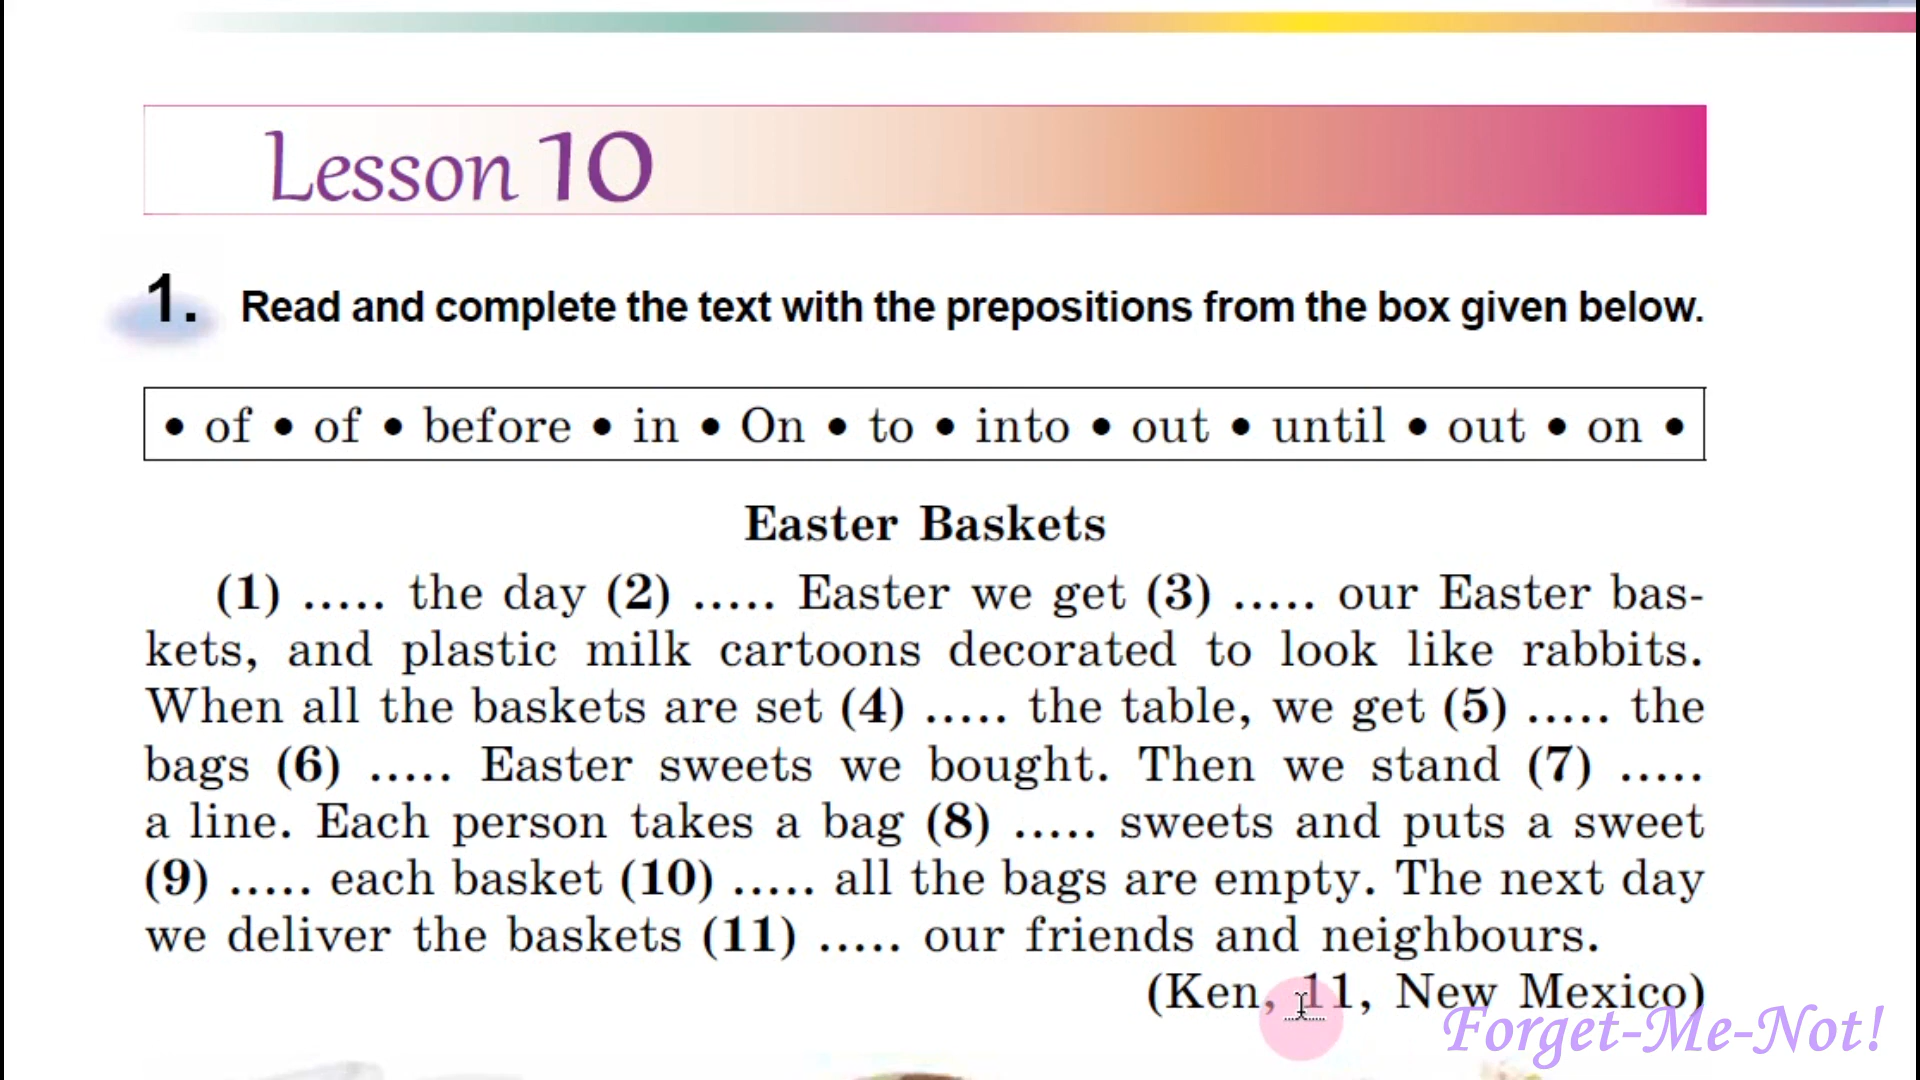 Lesson 10
1. Read and complete the text with the prepositions from the box given below.
• of • of • before • in • On • to • into • out • until • out • on •
Easter Baskets
(1) ..... the day (2) ..... Easter we get (3) ..... our Easter bas-
kets, and plastic milk cartoons decorated to look like rabbits.
When all the baskets are set (4) ..... the table, we get (5) ..... the
bags (6) ..... Easter sweets we bought. Then we stand (7) .....
a line. Each person takes a bag (8) ..... sweets and puts a sweet
(9) ..... each basket (10) ..... all the bags are empty. The next day
we deliver the baskets (11) ..... our friends and neighbours.
(Ken, 11, New Mexico)
Forget-Me-Not!